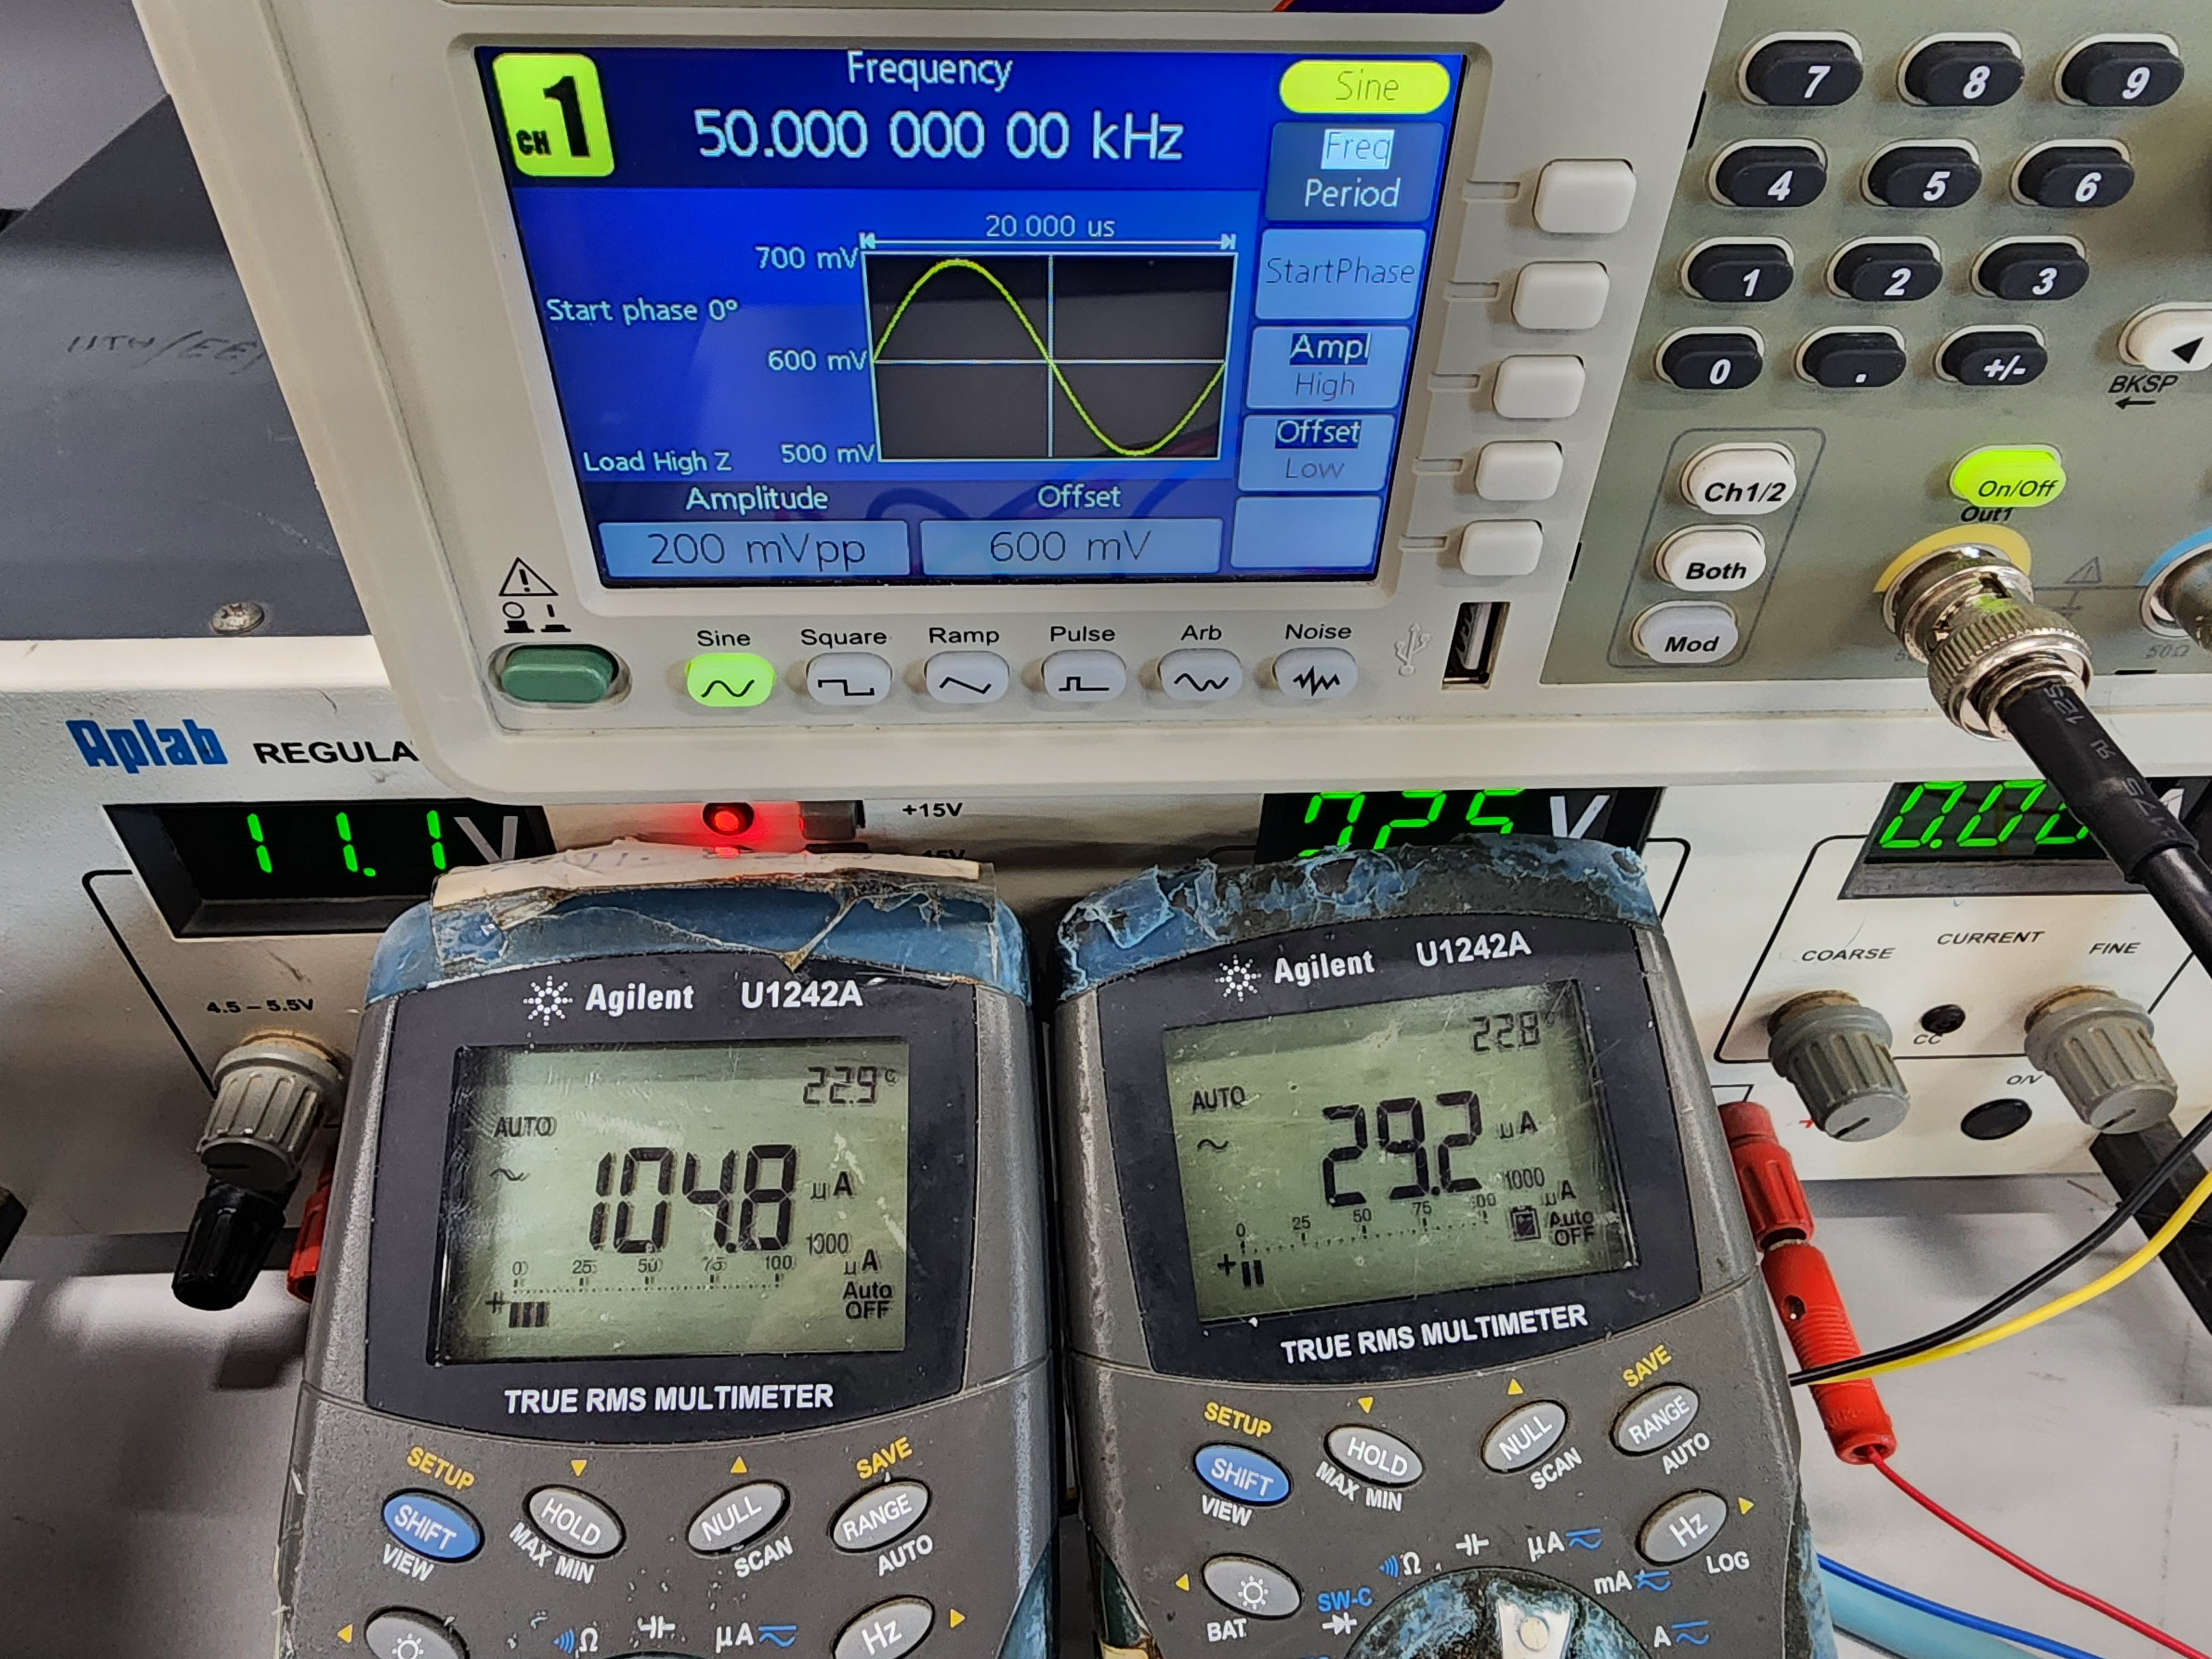 CH 1
Frequency
50.000 000 00 kHz
Sine
Freq
Period
StartPhase
Ampl
High
Offset
Low
20.000 us
700 mV
Start phase 0°
600 mV
Load High Z
500 mV
Amplitude
Offset
200 mVpp
600 mV
7 8 9
4 5 6
1 2 3
0 . +/-
BKSP
Ch1/2
Both
Mod
On/Off
Out1
50Ω
Sine Square Ramp Pulse Arb Noise
Aplab REGULA
11.1V
+15V
4.5 – 5.5V
COARSE CURRENT FINE
CC
Agilent U1242A
22.9°C
AUTO
104.8 µA
0 25 50 75 100 1000 µA
Auto OFF
TRUE RMS MULTIMETER
SETUP
SAVE
SHIFT HOLD NULL RANGE
VIEW MAX MIN SCAN AUTO
Ω µA Hz
Agilent U1242A
22.8
AUTO
29.2 µA
0 25 50 75 1000 µA
Auto OFF
TRUE RMS MULTIMETER
SETUP
SAVE
SHIFT HOLD NULL RANGE
VIEW MAX MIN SCAN AUTO
Ω µA Hz
LOG
BAT SW-C mA
A